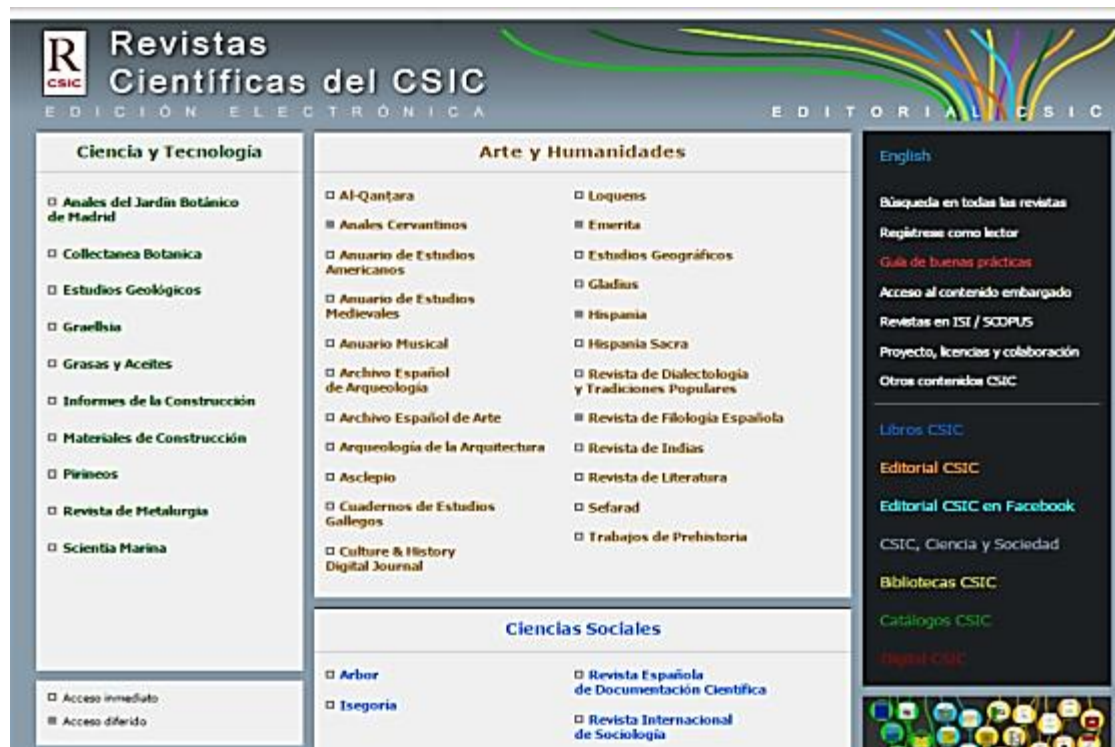 R
CSIC
Revistas
Científicas del CSIC
EDICIÓN ELECTRÓNICA
EDITORIAL CSIC
Ciencia y Tecnología
Anales del Jardín Botánico
de Madrid
Collectanea Botanica
Estudios Geológicos
Graellsia
Grasas y Aceites
Informes de la Construcción
Materiales de Construcción
Pirineos
Revista de Metalurgia
Scientia Marina
Acceso inmediato
Acceso diferido
Arte y Humanidades
Al-Qanṭara
Anales Cervantinos
Anuario de Estudios
Americanos
Anuario de Estudios
Medievales
Anuario Musical
Archivo Español
de Arqueología
Archivo Español de Arte
Arqueología de la Arquitectura
Asclepio
Cuadernos de Estudios
Gallegos
Culture & History
Digital Journal
Loquens
Emerita
Estudios Geográficos
Gladius
Hispania
Hispania Sacra
Revista de Dialectología
y Tradiciones Populares
Revista de Filología Española
Revista de Indias
Revista de Literatura
Sefarad
Trabajos de Prehistoria
Ciencias Sociales
Arbor
Isegoría
Revista Española
de Documentación Científica
Revista Internacional
de Sociología
English
Búsqueda en todas las revistas
Regístrese como lector
Guía de buenas prácticas
Acceso al contenido embargado
Revistas en ISI / SCOPUS
Proyecto, licencias y colaboración
Otros contenidos CSIC
Libros CSIC
Editorial CSIC
Editorial CSIC en Facebook
CSIC, Ciencia y Sociedad
Bibliotecas CSIC
Catálogos CSIC
Digital CSIC